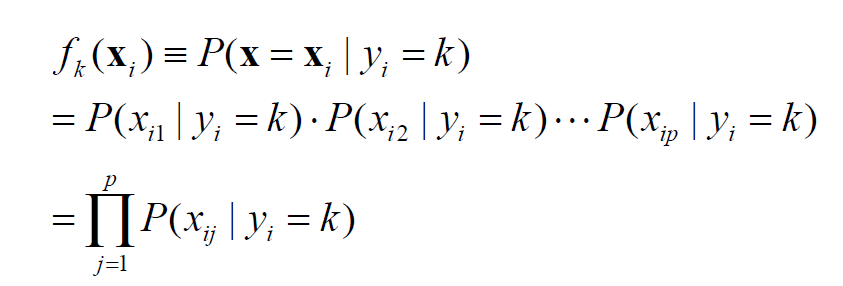 f_k(𝐱_i) ≡ P(𝐱 = 𝐱_i | y_i = k)
= P(x_{i1} | y_i = k) · P(x_{i2} | y_i = k) ⋯ P(x_{ip} | y_i = k)
= ∏_{j=1}^{p} P(x_{ij} | y_i = k)